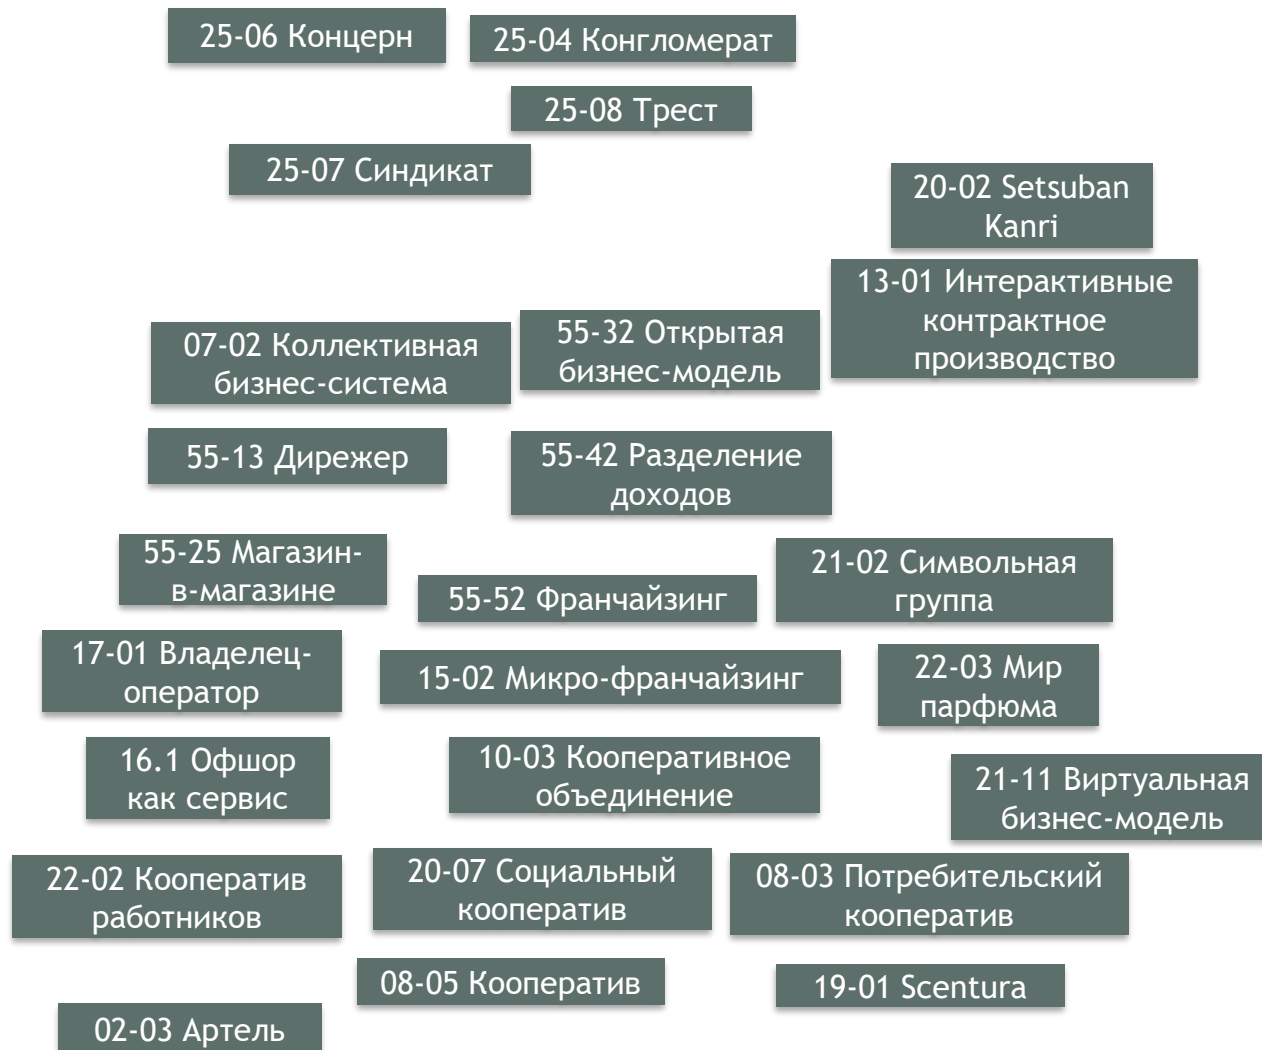 25-06 Концерн
25-04 Конгломерат
25-08 Трест
25-07 Синдикат
20-02 Setsuban
Kanri
13-01 Интерактивные
контрактное
производство
07-02 Коллективная
бизнес-система
55-32 Открытая
бизнес-модель
55-13 Дирежер
55-42 Разделение
доходов
55-25 Магазин-
в-магазине
55-52 Франчайзинг
21-02 Символьная
группа
17-01 Владелец-
оператор
15-02 Микро-франчайзинг
22-03 Мир
парфюма
16.1 Офшор
как сервис
10-03 Кооперативное
объединение
21-11 Виртуальная
бизнес-модель
22-02 Кооператив
работников
20-07 Социальный
кооператив
08-03 Потребительский
кооператив
08-05 Кооператив
19-01 Scentura
02-03 Артель